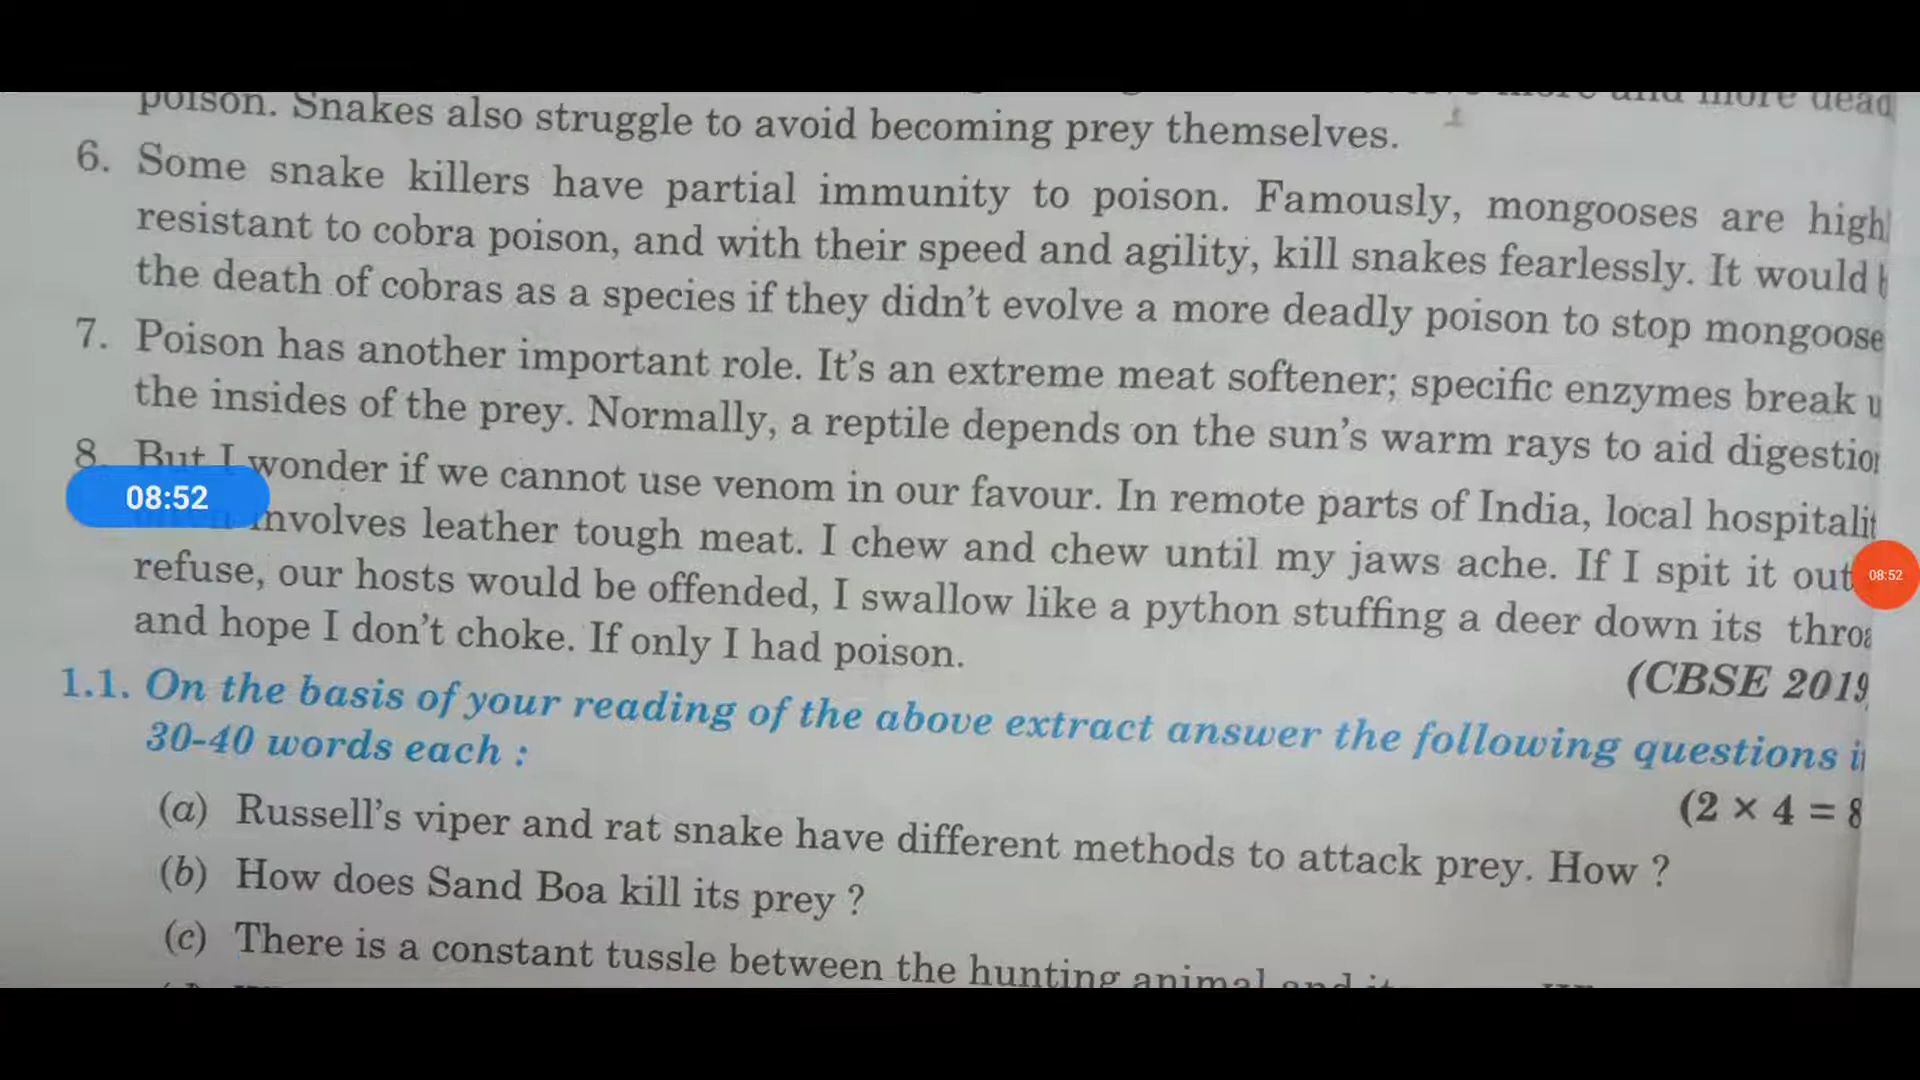 poison. Snakes also struggle to avoid becoming prey themselves.
6. Some snake killers have partial immunity to poison. Famously, mongooses are high
resistant to cobra poison, and with their speed and agility, kill snakes fearlessly. It would
the death of cobras as a species if they didn't evolve a more deadly poison to stop mongoose
7. Poison has another important role. It's an extreme meat softener; specific enzymes break
the insides of the prey. Normally, a reptile depends on the sun's warm rays to aid digestion
8. But I wonder if we cannot use venom in our favour. In remote parts of India, local hospitalit
08:52
involves leather tough meat. I chew and chew until my jaws ache. If I spit it out
08:52
refuse, our hosts would be offended, I swallow like a python stuffing a deer down its throa
and hope I don't choke. If only I had poison.
(CBSE 2019
1.1. On the basis of your reading of the above extract answer the following questions i
30-40 words each :
(2 × 4 = 8
(a) Russell's viper and rat snake have different methods to attack prey. How ?
(b) How does Sand Boa kill its prey ?
(c) There is a constant tussle between the hunting animal and